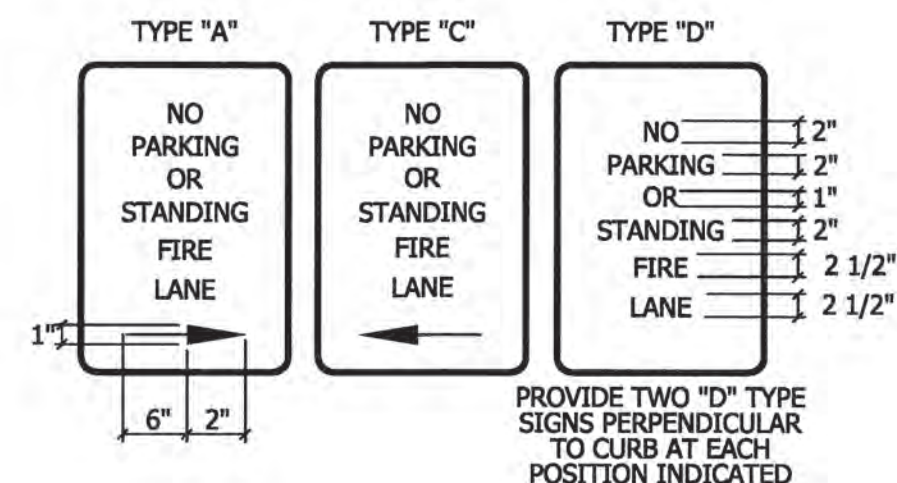 TYPE "A"
NO
PARKING
OR
STANDING
FIRE
LANE
1"
6"
2"
TYPE "C"
NO
PARKING
OR
STANDING
FIRE
LANE
TYPE "D"
NO
2"
PARKING
2"
OR
1"
STANDING
2"
FIRE
2 1/2"
LANE
2 1/2"
PROVIDE TWO "D" TYPE
SIGNS PERPENDICULAR
TO CURB AT EACH
POSITION INDICATED